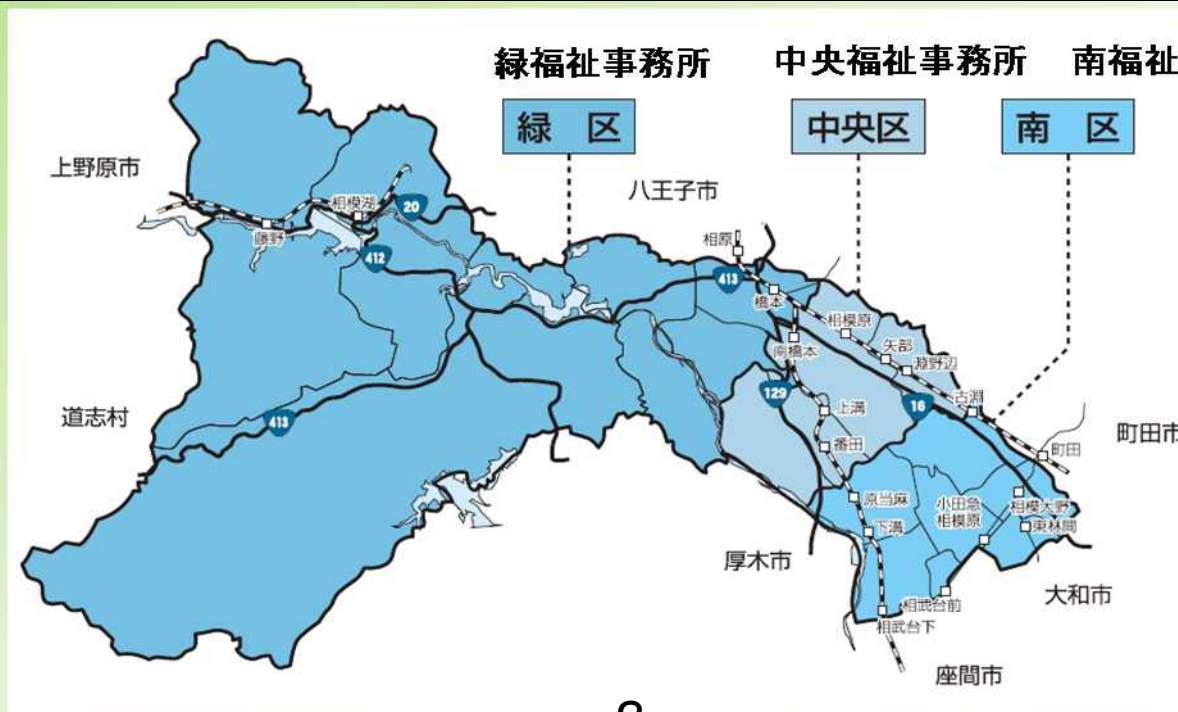 緑福祉事務所
中央福祉事務所
南福祉
緑 区
中央区
南 区
上野原市
八王子市
相模湖
20
藤野
412
相原
413
橋本
相模原
南橋本
矢部
淵野辺
129
16
古淵
上溝
道志村
413
町田市
番田
町田
原当麻
小田急
相模原
相模大野
東林間
下溝
厚木市
大和市
相武台前
相武台下
座間市